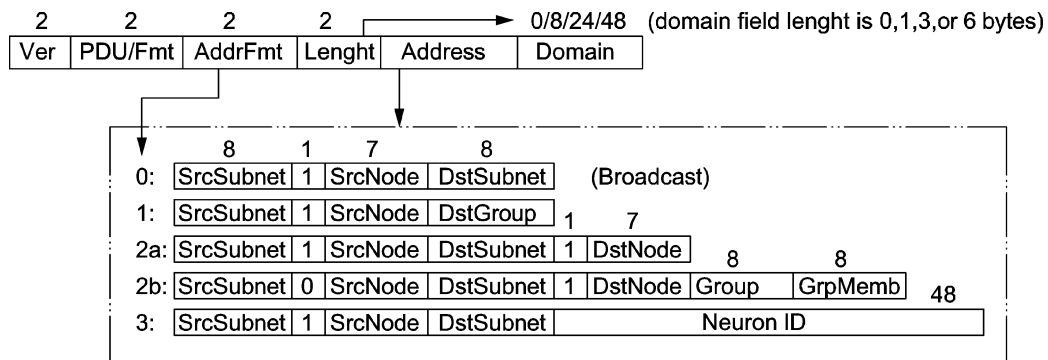 2 2 2 2 0/8/24/48 (domain field lenght is 0,1,3,or 6 bytes)
Ver PDU/Fmt AddrFmt Lenght Address Domain
8 1 7 8
0: SrcSubnet 1 SrcNode DstSubnet (Broadcast)
1: SrcSubnet 1 SrcNode DstGroup
1 7
2a: SrcSubnet 1 SrcNode DstSubnet 1 DstNode
8 8
2b: SrcSubnet 0 SrcNode DstSubnet 1 DstNode Group GrpMemb
48
3: SrcSubnet 1 SrcNode DstSubnet Neuron ID